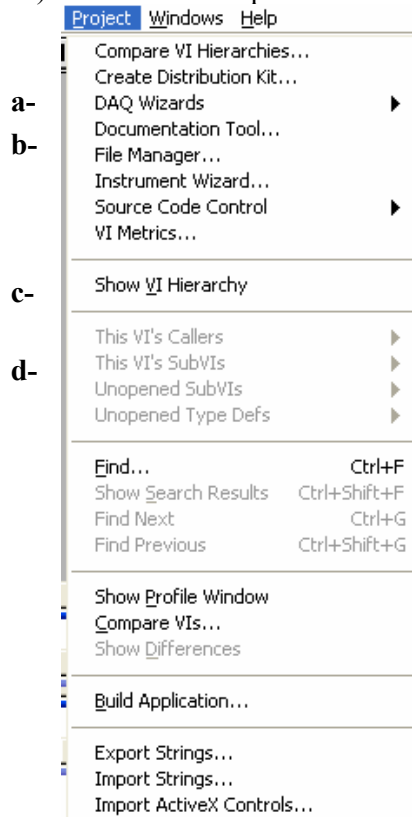 Project Windows Help
Compare VI Hierarchies...
Create Distribution Kit...
a- DAQ Wizards
Documentation Tool...
b- File Manager...
Instrument Wizard...
Source Code Control
VI Metrics...
c- Show VI Hierarchy
This VI's Callers
d- This VI's SubVIs
Unopened SubVIs
Unopened Type Defs
Find... Ctrl+F
Show Search Results Ctrl+Shift+F
Find Next Ctrl+G
Find Previous Ctrl+Shift+G
Show Profile Window
Compare VIs...
Show Differences
Build Application...
Export Strings...
Import Strings...
Import ActiveX Controls...